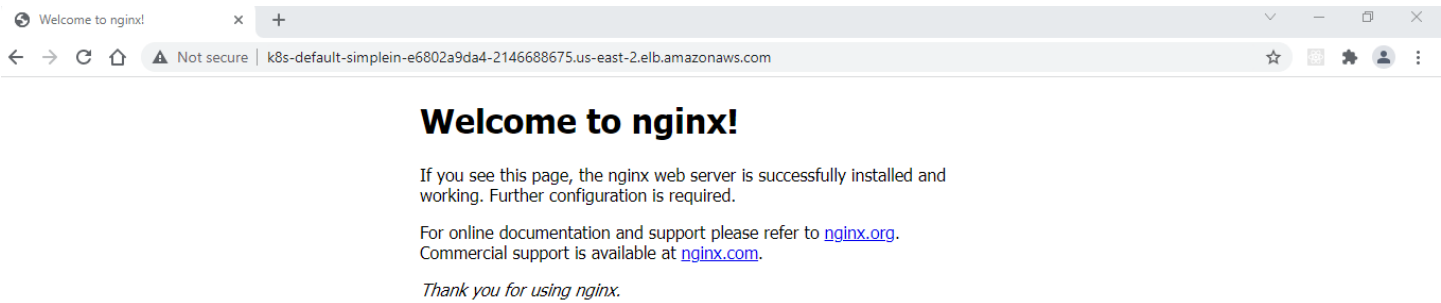 Welcome to nginx!
Not secure | k8s-default-simplein-e6802a9da4-2146688675.us-east-2.elb.amazonaws.com
Welcome to nginx!
If you see this page, the nginx web server is successfully installed and
working. Further configuration is required.
For online documentation and support please refer to nginx.org.
Commercial support is available at nginx.com.
Thank you for using nginx.